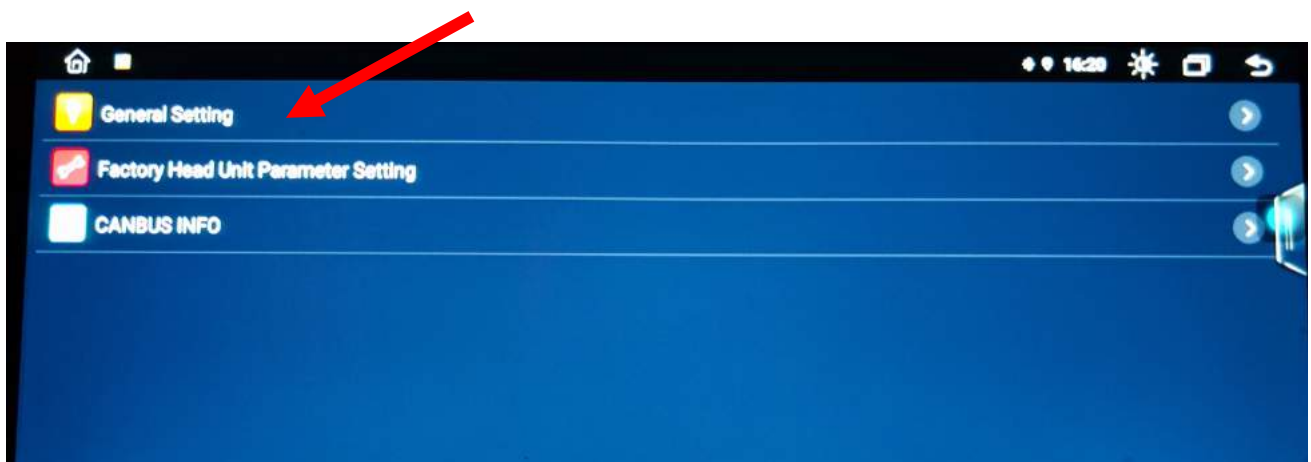 16:20
General Setting
Factory Head Unit Parameter Setting
CANBUS INFO